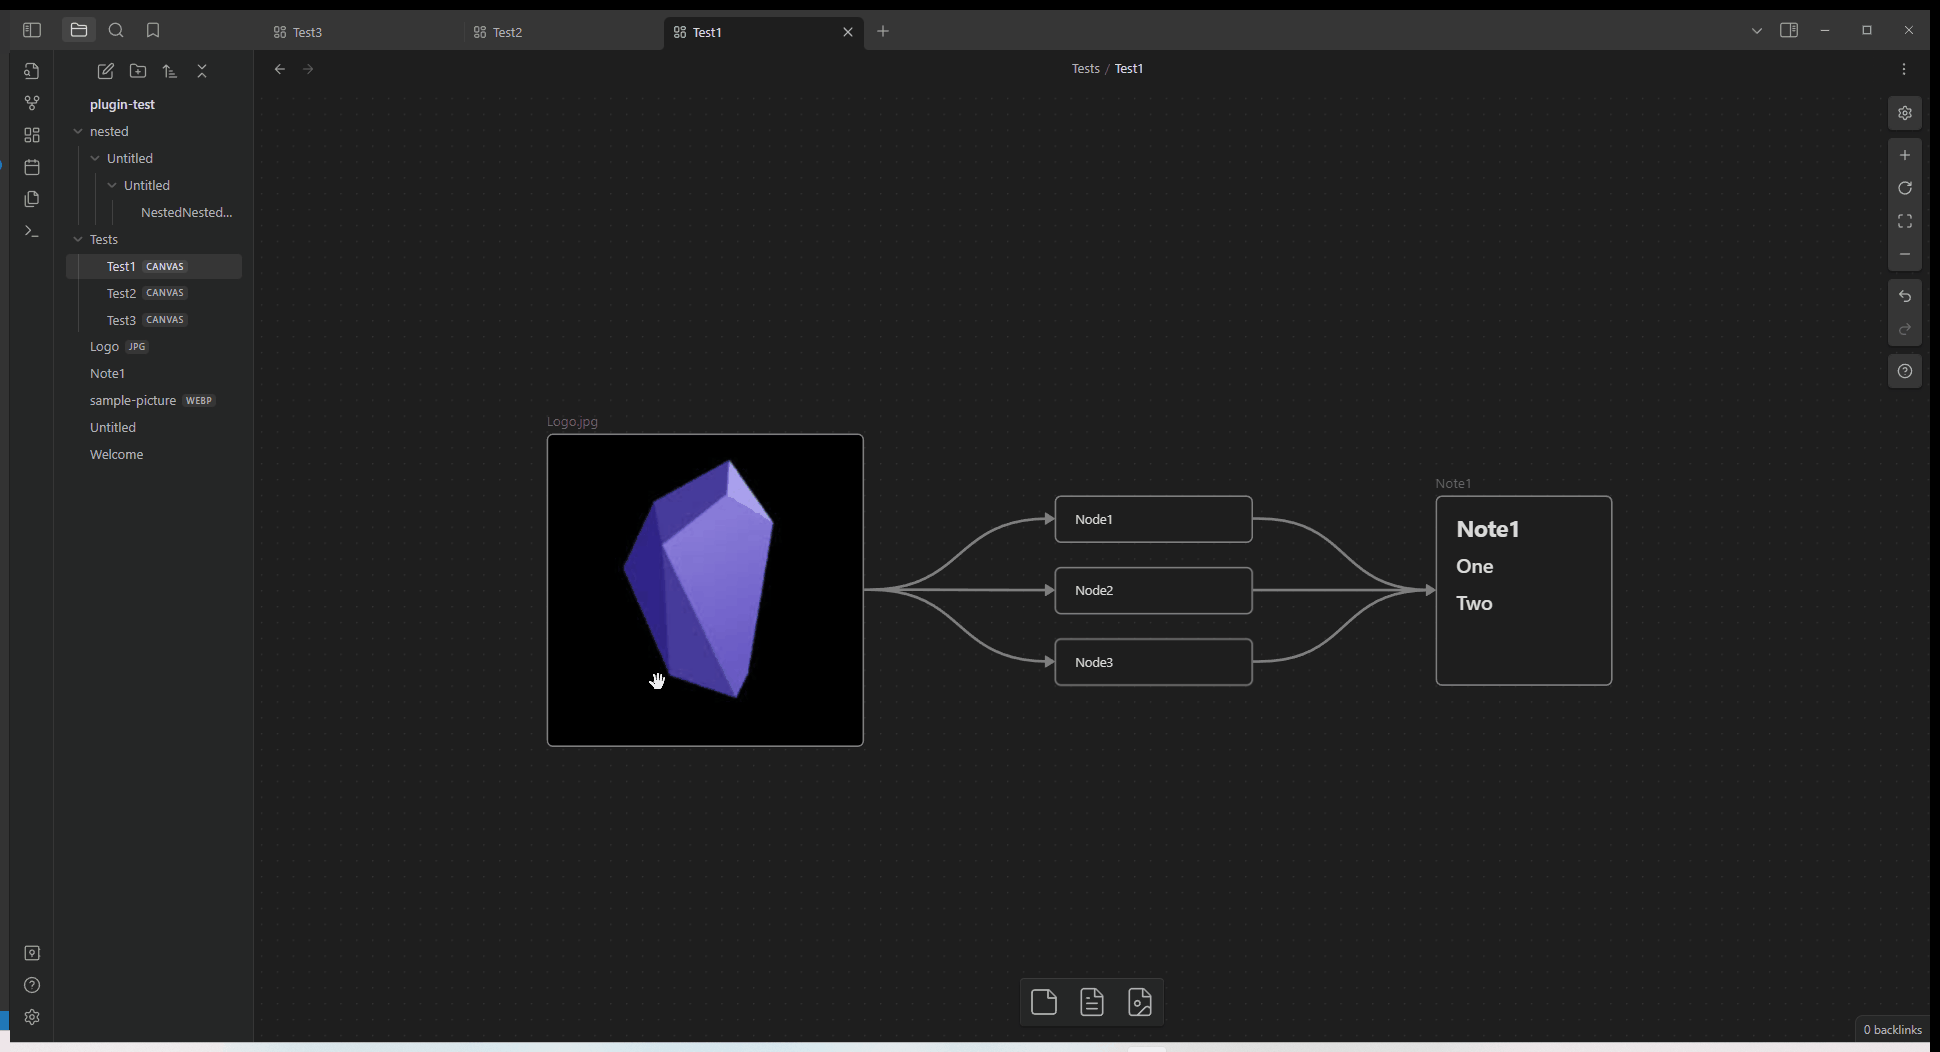 Test3
Test2
Test1
Tests / Test1
plugin-test
nested
Untitled
Untitled
NestedNested...
Tests
Test1 CANVAS
Test2 CANVAS
Test3 CANVAS
Logo JPG
Note1
sample-picture WEBP
Untitled
Welcome
Logo.jpg
Node1
Node2
Node3
Note1
Note1
One
Two
0 backlinks